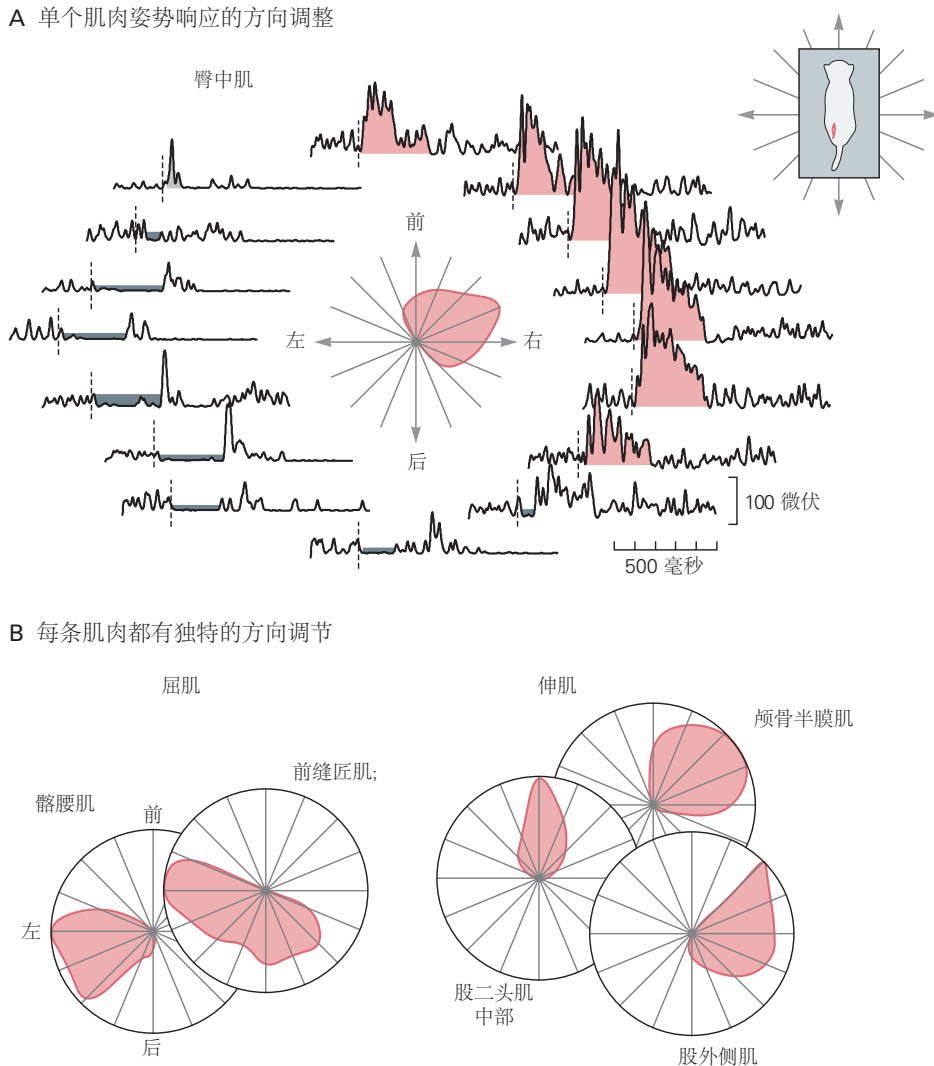 A 单个肌肉姿势响应的方向调整
臀中肌
前
左
右
后
100 微伏
500 毫秒
B 每条肌肉都有独特的方向调节
屈肌
伸肌
颅骨半膜肌
前缝匠肌;
髂腰肌
前
左
后
股二头肌
中部
股外侧肌